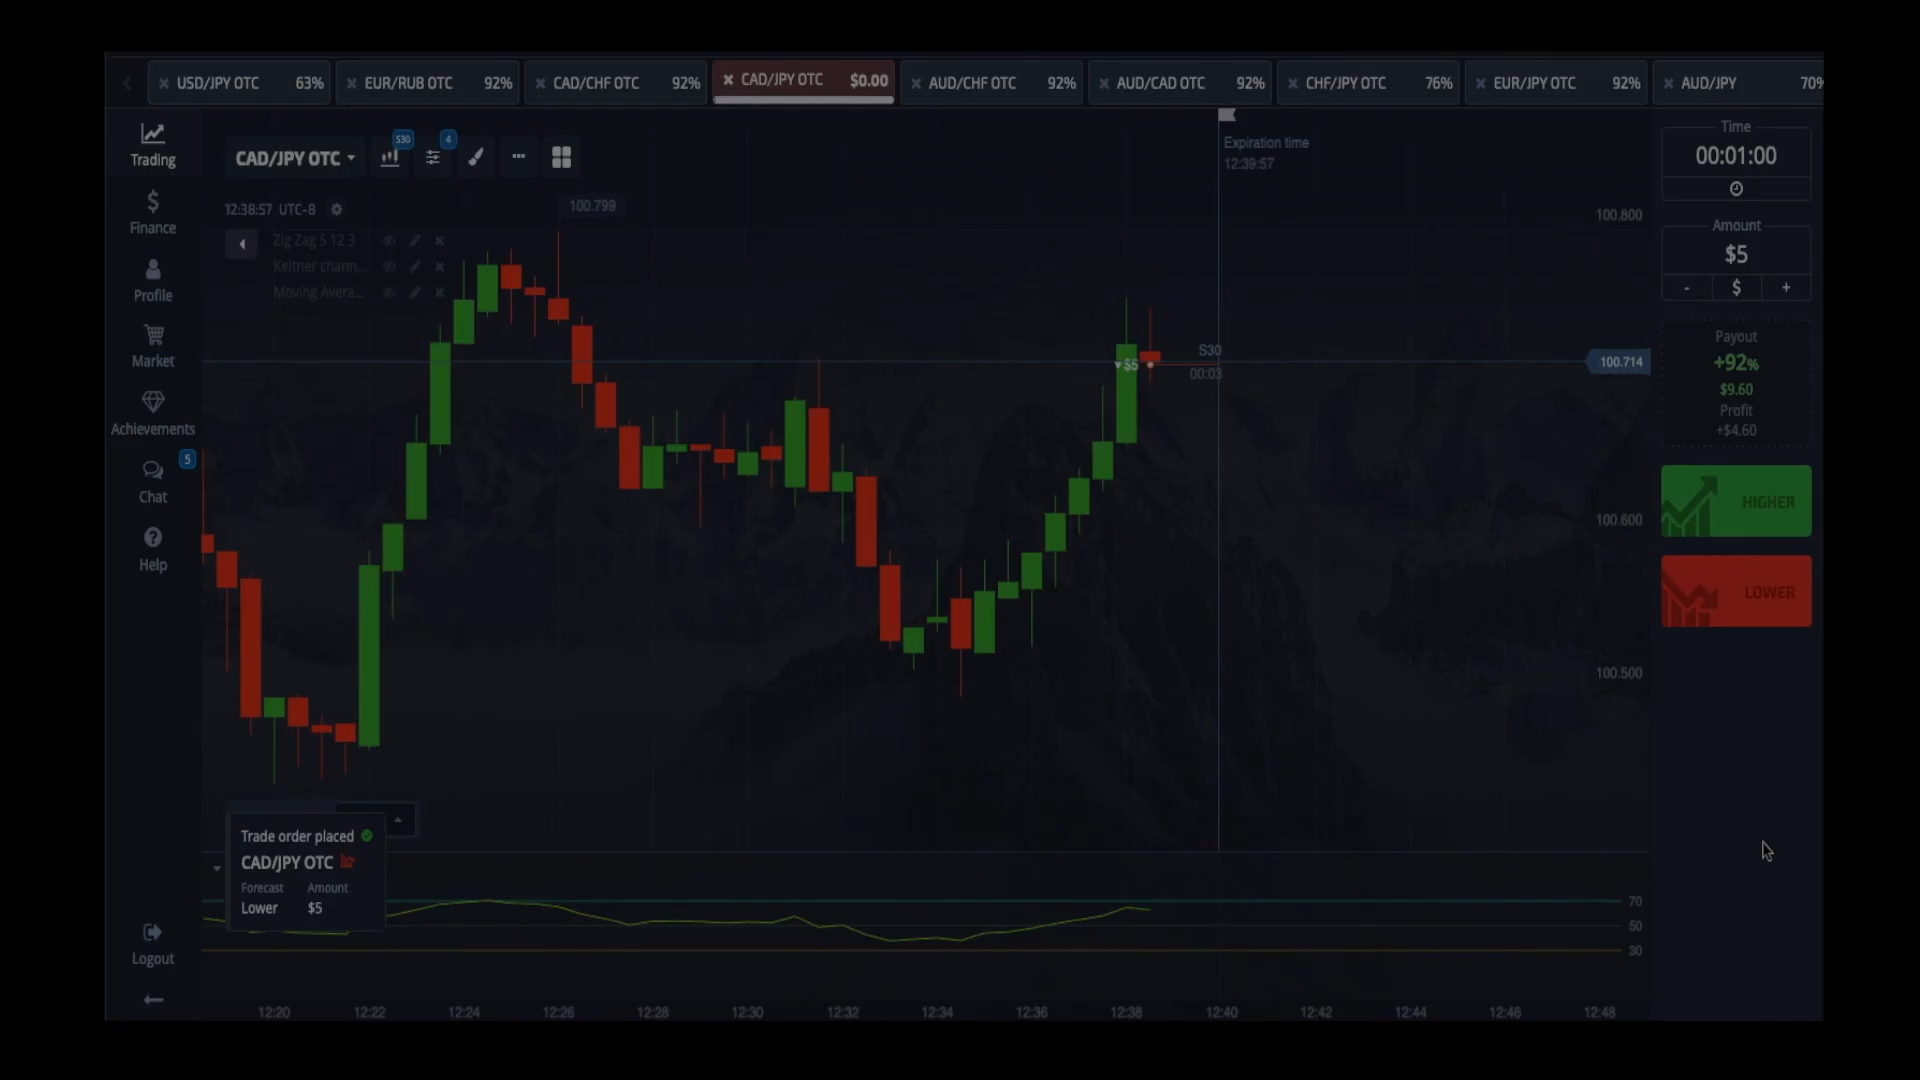 USD/JPY OTC 63%
EUR/RUB OTC 92%
CAD/CHF OTC 92%
CAD/JPY OTC $0.00
AUD/CHF OTC 92%
AUD/CAD OTC 92%
CHF/JPY OTC 76%
EUR/JPY OTC 92%
AUD/JPY 70%
Trading
Finance
Profile
Market
Achievements
5
Chat
Help
Logout
CAD/JPY OTC
S30
4
12:38:57 UTC-8
Zig Zag 5 12 3
Keltner chann...
Moving Avera...
100.799
Expiration time
12:39:57
100.800
100.714
100.600
100.500
S30
00:03
$5
Time
00:01:00
Amount
$5
- $ +
Payout
+92%
$9.60
Profit
+$4.60
HIGHER
LOWER
Trade order placed
CAD/JPY OTC
Forecast Amount
Lower $5
70
50
30
12:20 12:22 12:24 12:26 12:28 12:30 12:32 12:34 12:36 12:38 12:40 12:42 12:44 12:46 12:48